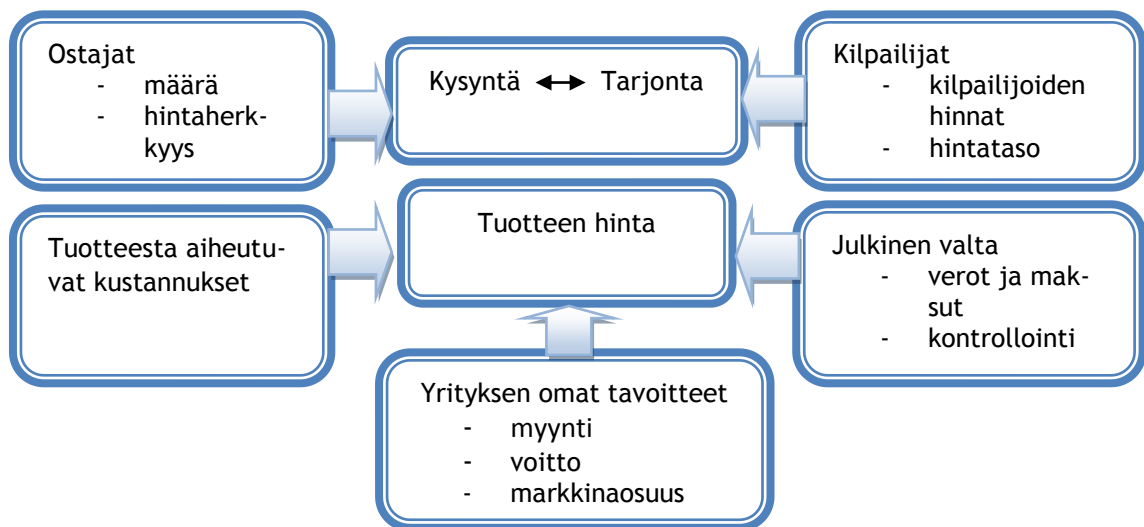 Ostajat
- määrä
- hintaherk-
kyys
Kysyntä ↔ Tarjonta
Kilpailijat
- kilpailijoiden
hinnat
- hintataso
Tuotteesta aiheutu-
vat kustannukset
Tuotteen hinta
Julkinen valta
- verot ja mak-
sut
- kontrollointi
Yrityksen omat tavoitteet
- myynti
- voitto
- markkinaosuus